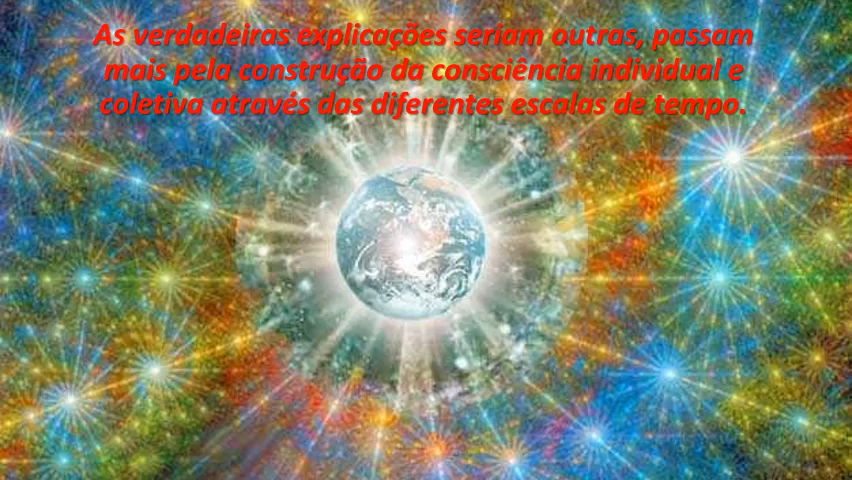 As verdadeiras explicações seriam outras, passam
mais pela construção da consciência individual e
coletiva através das diferentes escalas de tempo.